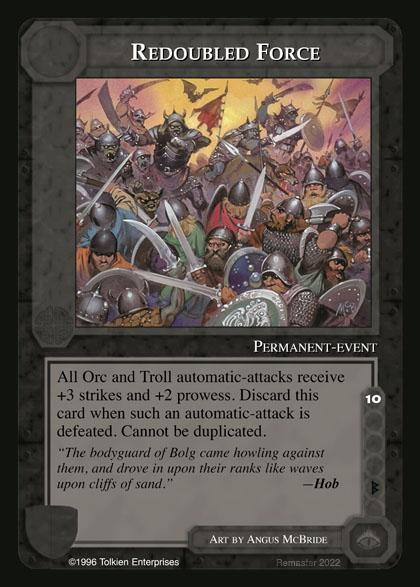 REDOUBLED FORCE
PERMANENT-EVENT
All Orc and Troll automatic-attacks receive
+3 strikes and +2 prowess. Discard this
card when such an automatic-attack is
defeated. Cannot be duplicated.
10
“The bodyguard of Bolg came howling against
them, and drove in upon their ranks like waves
upon cliffs of sand.” —Hob
ART BY ANGUS MCBRIDE
©1996 Tolkien Enterprises
Remaster 2022